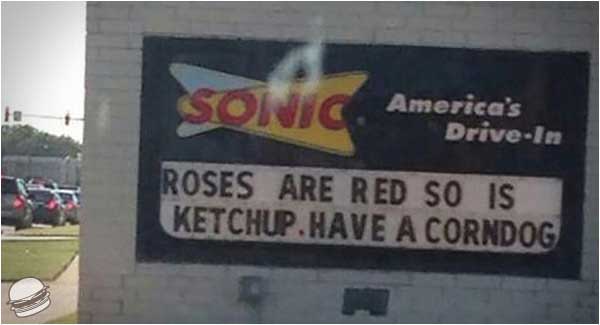 SONIC
America's
Drive-In
ROSES ARE RED SO IS
KETCHUP. HAVE A CORNDOG